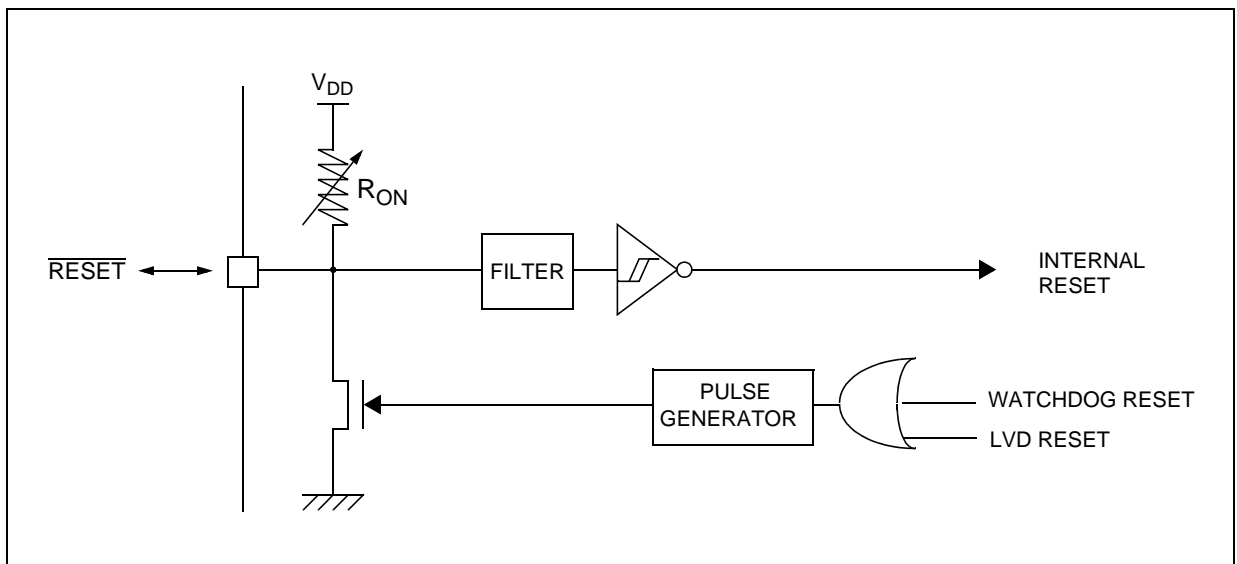 VDD
RON
RESET
FILTER
INTERNAL
RESET
PULSE
GENERATOR
WATCHDOG RESET
LVD RESET